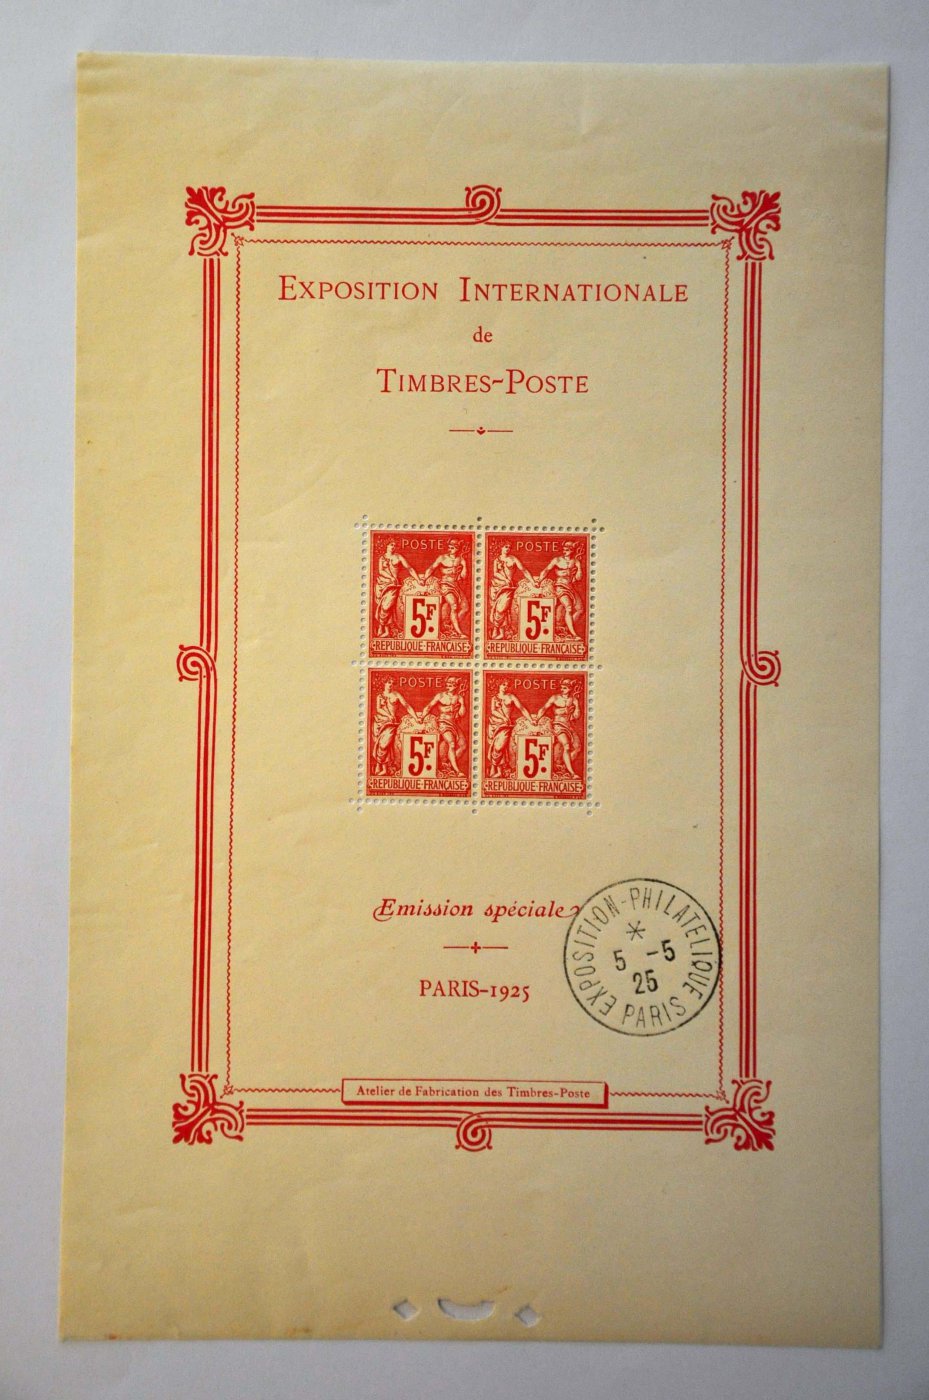 EXPOSITION INTERNATIONALE
de
TIMBRES-POSTE
POSTE
5F.
REPUBLIQUE·FRANÇAISE
POSTE
5F.
REPUBLIQUE·FRANÇAISE
POSTE
5F.
REPUBLIQUE·FRANÇAISE
POSTE
5F.
REPUBLIQUE·FRANÇAISE
Emission spéciale
PARIS-1925
EXPOSITION-PHILATELIQUE
* 
5 -5
25
PARIS
Atelier de Fabrication des Timbres-Poste